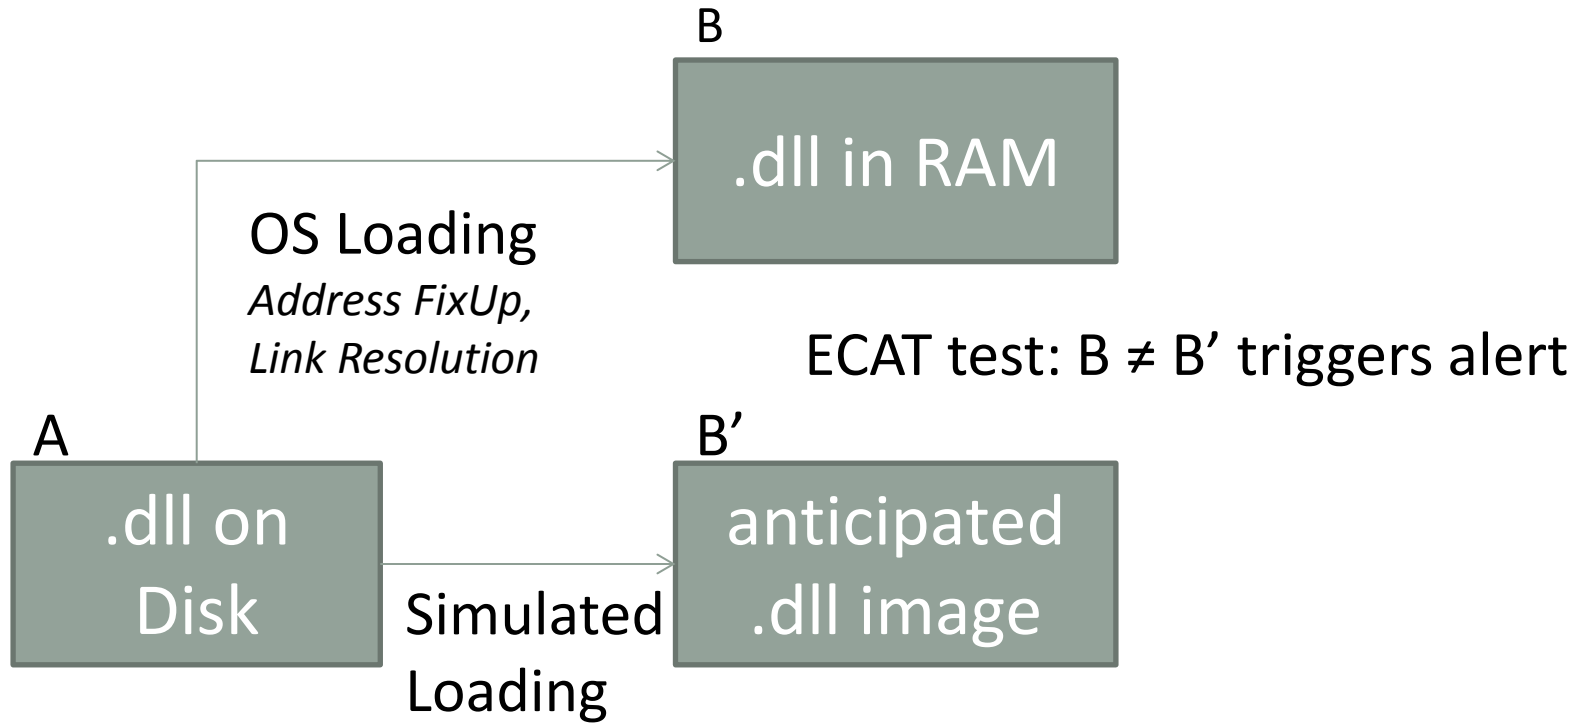 B
.dll in RAM
OS Loading
Address FixUp,
Link Resolution
ECAT test: B ≠ B’ triggers alert
A
.dll on
Disk
B’
anticipated
.dll image
Simulated
Loading